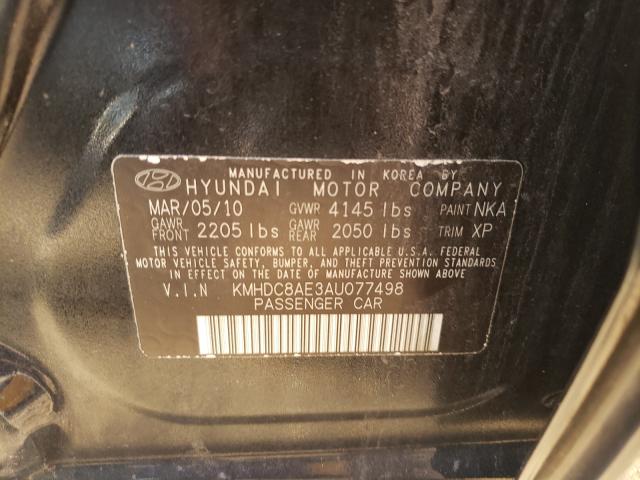 MANUFACTURED IN KOREA BY
HYUNDAI MOTOR COMPANY
MAR/05/10 GVWR 4145 lbs PAINT NKA
GAWR FRONT 2205 lbs GAWR REAR 2050 lbs TRIM XP
THIS VEHICLE CONFORMS TO ALL APPLICABLE U.S.A. FEDERAL
MOTOR VEHICLE SAFETY, BUMPER, AND THEFT PREVENTION
STANDARDS IN EFFECT ON THE DATE OF MANUFACTURE SHOWN ABOVE
V.I.N KMHDC8AE3AU077498
PASSENGER CAR